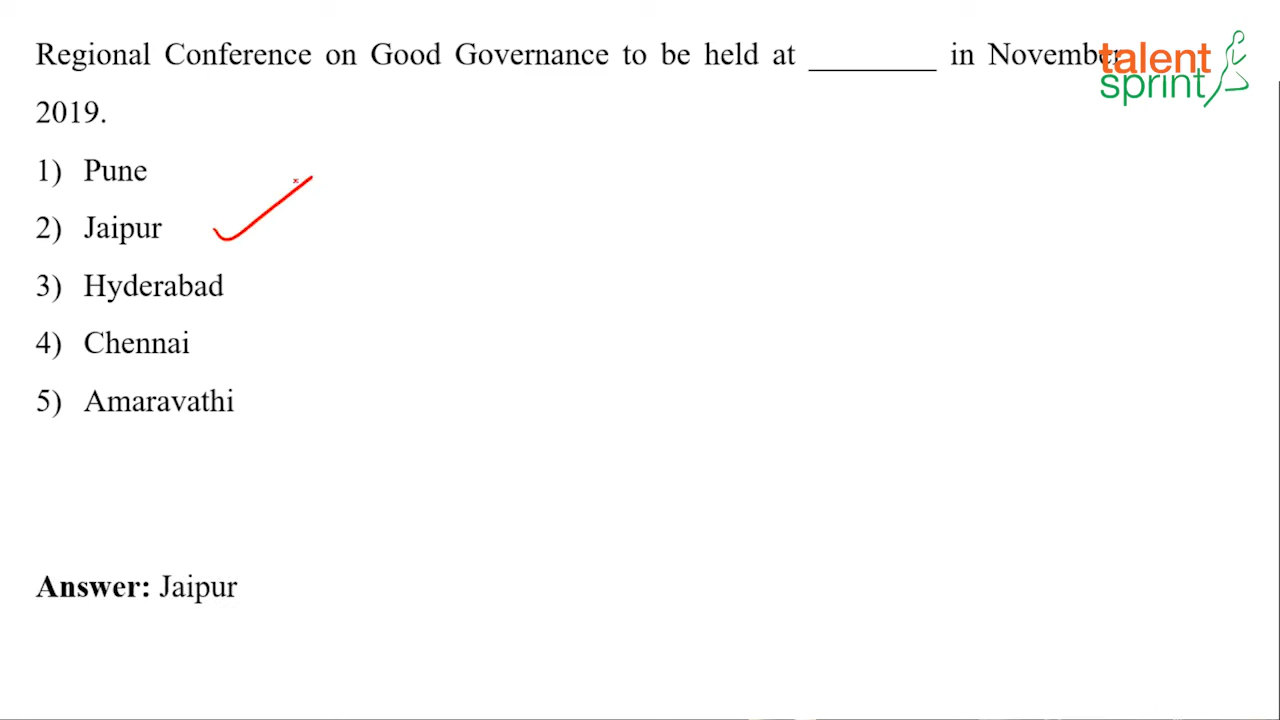 Regional Conference on Good Governance to be held at ________ in November
2019.
talent
sprint
1) Pune
2) Jaipur
3) Hyderabad
4) Chennai
5) Amaravathi
Answer: Jaipur